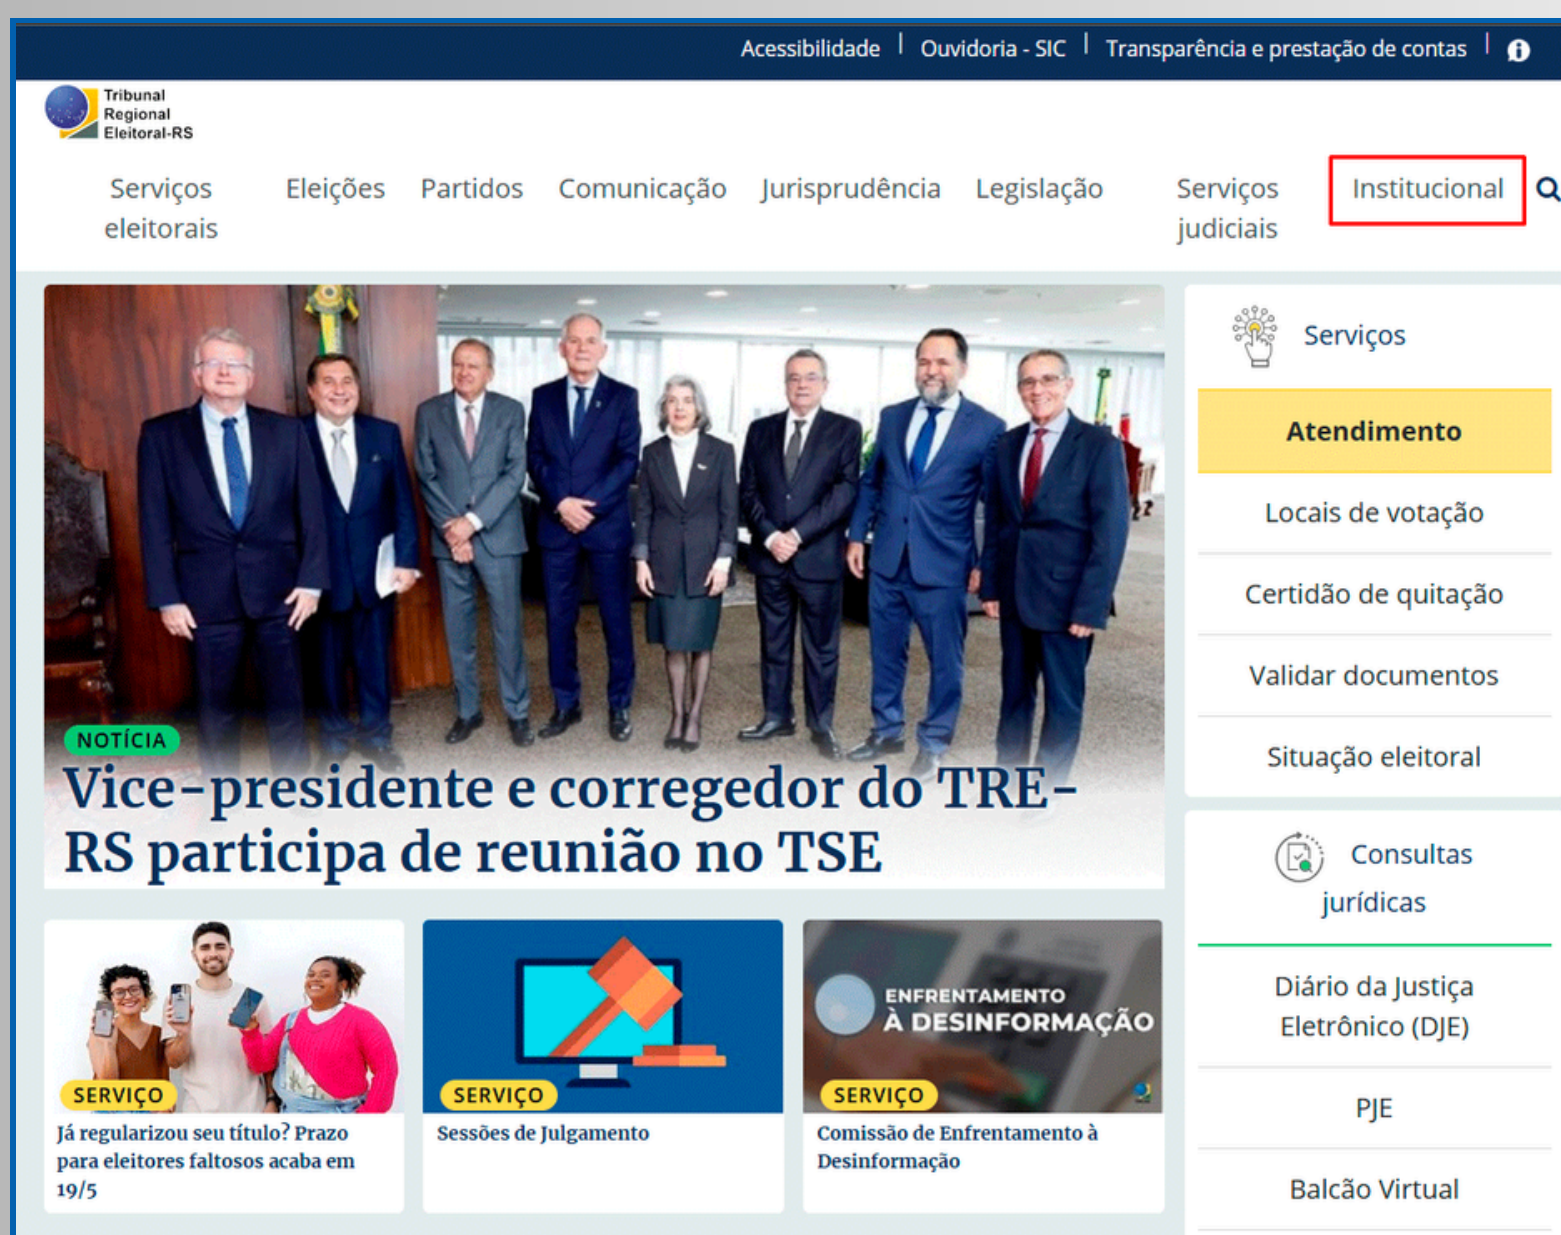 Acessibilidade | Ouvidoria - SIC | Transparência e prestação de contas |
Tribunal
Regional
Eleitoral-RS
Serviços
eleitorais
Eleições
Partidos
Comunicação
Jurisprudência
Legislação
Serviços
judiciais
Institucional
NOTÍCIA
Vice-presidente e corregedor do TRE-
RS participa de reunião no TSE
SERVIÇO
Já regularizou seu título? Prazo
para eleitores faltosos acaba em
19/5
SERVIÇO
Sessões de Julgamento
ENFRENTAMENTO
À DESINFORMAÇÃO
SERVIÇO
Comissão de Enfrentamento à
Desinformação
Serviços
Atendimento
Locais de votação
Certidão de quitação
Validar documentos
Situação eleitoral
Consultas
jurídicas
Diário da Justiça
Eletrônico (DJE)
PJE
Balcão Virtual